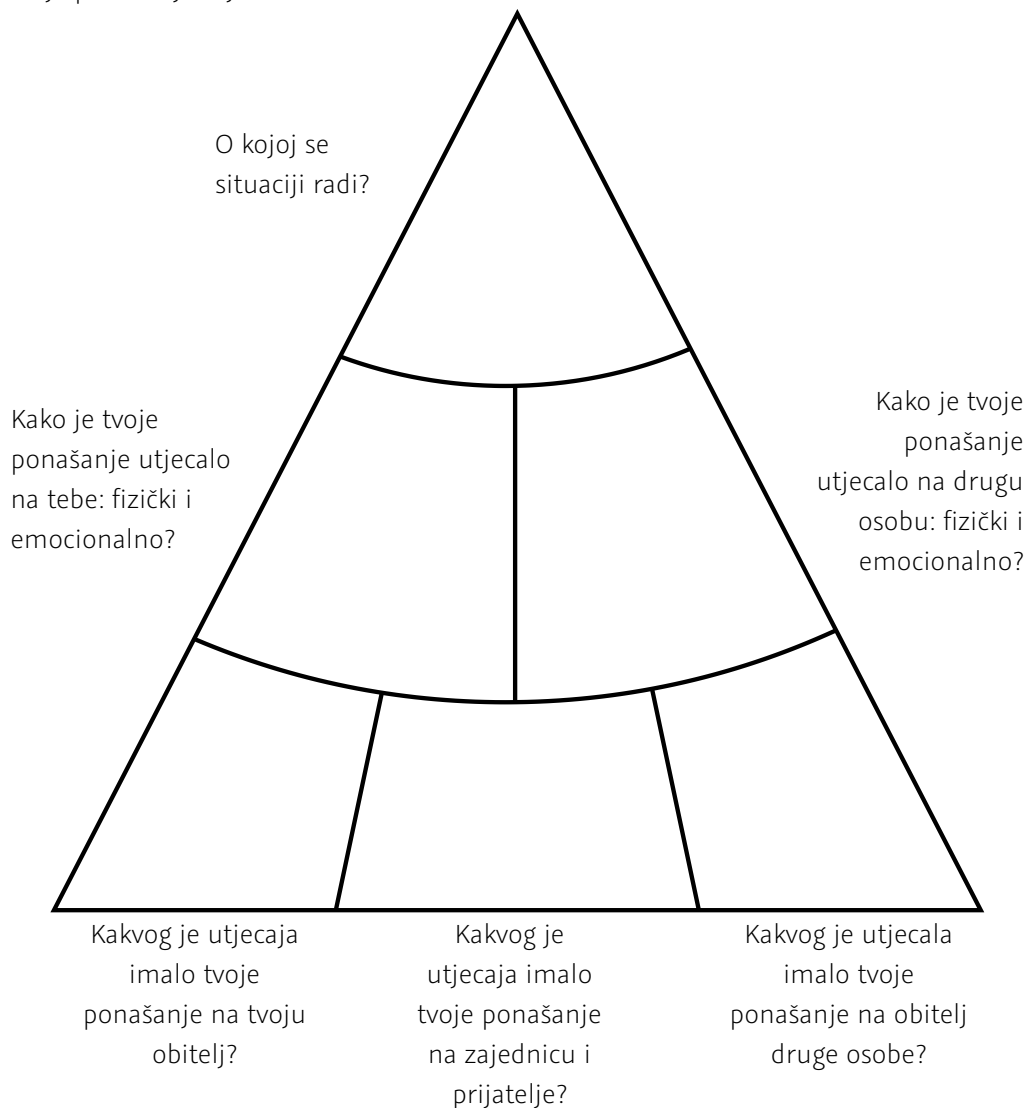 O kojoj se
situaciji radi?
Kako je tvoje
ponašanje utjecalo
na tebe: fizički i
emocionalno?
Kako je tvoje
ponašanje
utjecalo na drugu
osobu: fizički i
emocionalno?
Kakvog je utjecaja
imalo tvoje
ponašanje na tvoju
obitelj?
Kakvog je
utjecaja imalo
tvoje ponašanje
na zajednicu i
prijatelje?
Kakvog je utjecala
imalo tvoje
ponašanje na obitelj
druge osobe?